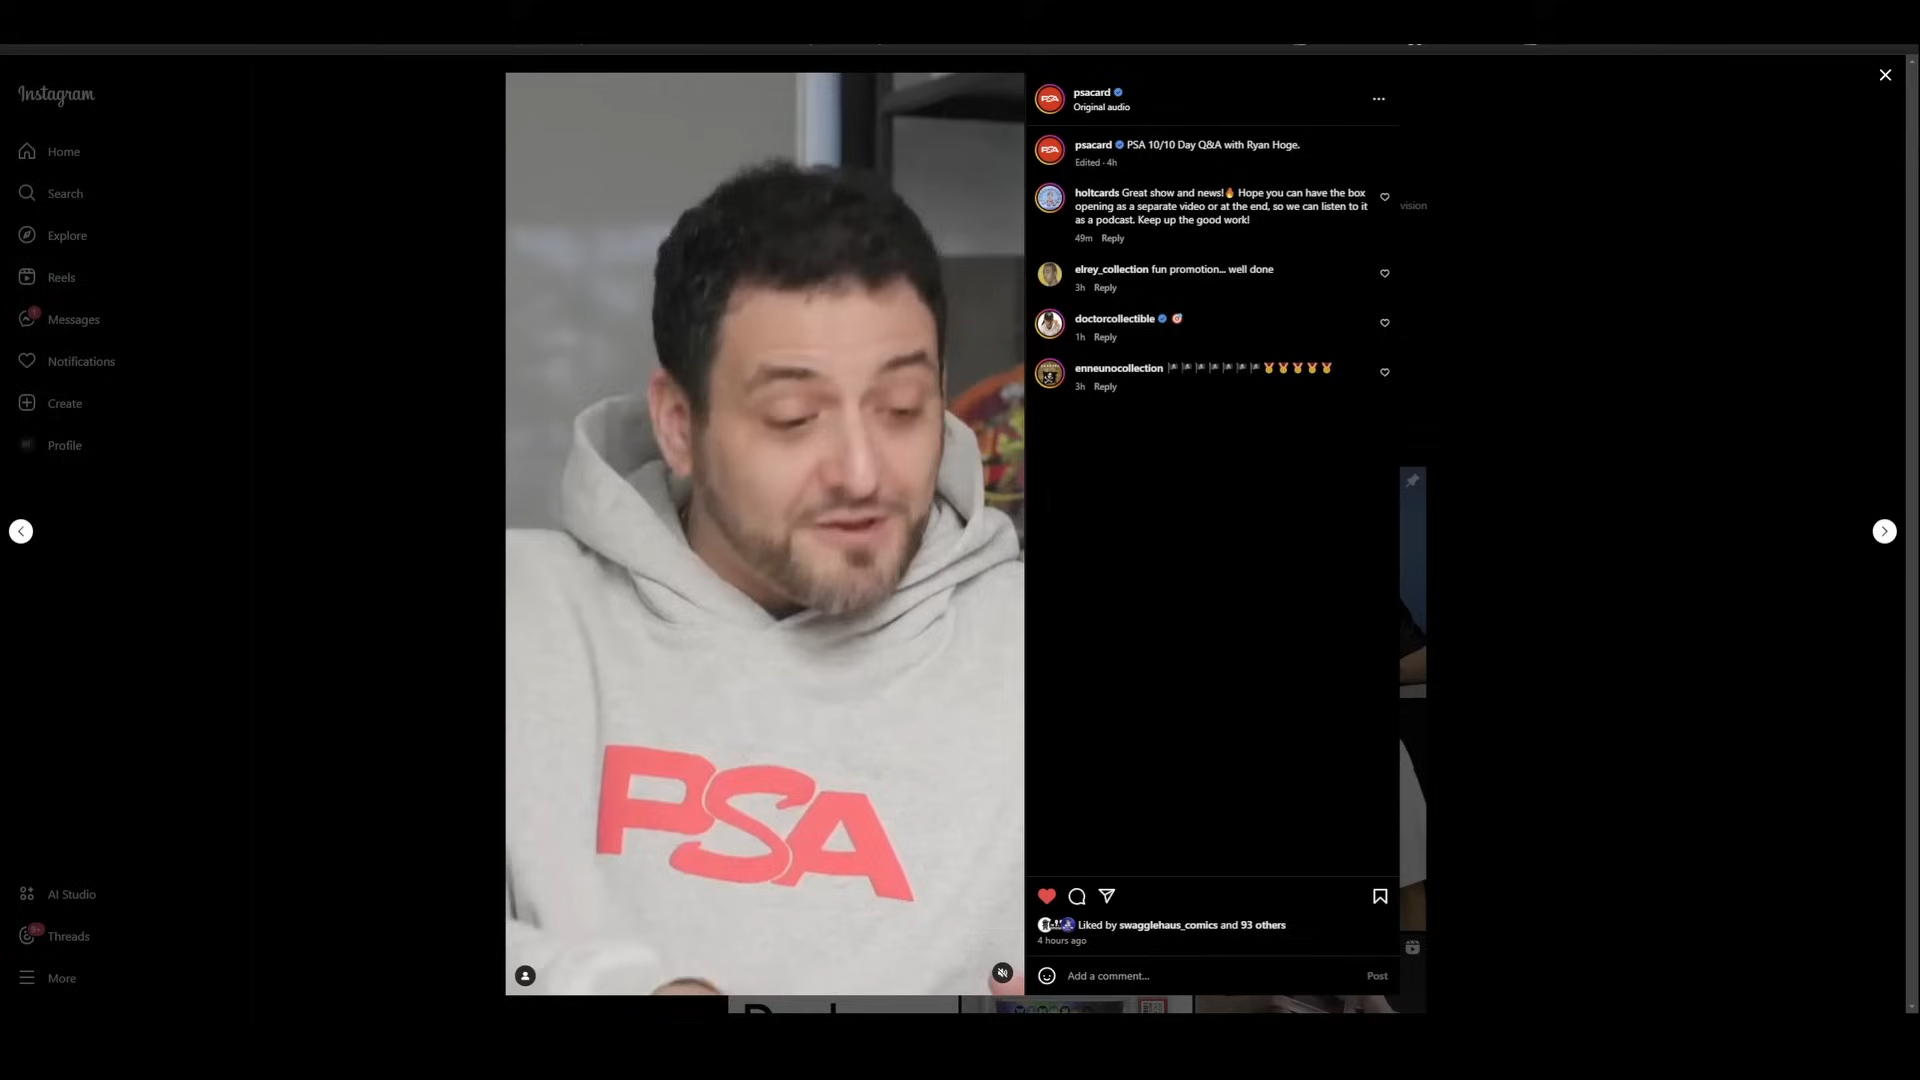 Instagram
Home
Search
Explore
Reels
1
Messages
Notifications
Create
Profile
AI Studio
9+
Threads
More
PSA
PSA
psacard
Original audio
PSA
psacard PSA 10/10 Day Q&A with Ryan Hoge.
Edited · 4h
holtcards Great show and news!🔥 Hope you can have the box
opening as a separate video or at the end, so we can listen to it
as a podcast. Keep up the good work!
49m Reply
elrey_collection fun promotion... well done
3h Reply
doctorcollectible 🎯
1h Reply
enneunocollection 🏴‍☠️🏴‍☠️🏴‍☠️🏴‍☠️🏴‍☠️🏴‍☠️🏴‍☠️🥇🥇🥇🥇🥇
3h Reply
Liked by swagglehaus_comics and 93 others
4 hours ago
Add a comment...
Post
vision